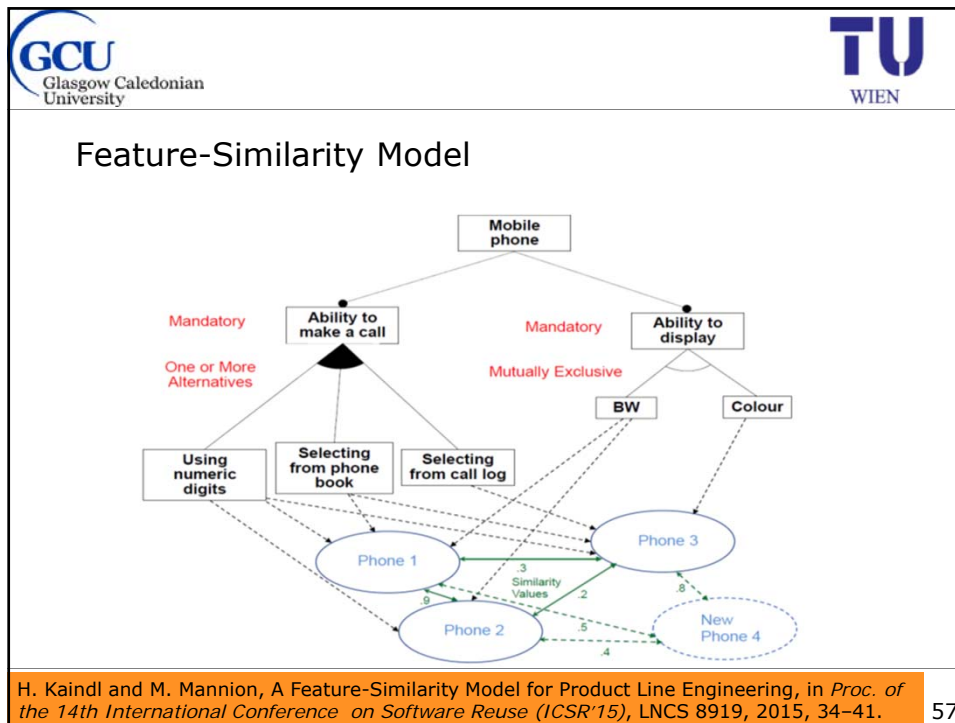 GCU
Glasgow Caledonian
University
TU
WIEN
Feature-Similarity Model
Mobile
phone
Mandatory
Ability to
make a call
Mandatory
Ability to
display
One or More
Alternatives
Mutually Exclusive
BW
Colour
Using
numeric
digits
Selecting
from phone
book
Selecting
from call log
Phone 1
Phone 3
.3
Similarity
Values
.2
.8
.9
Phone 2
.5
.4
New
Phone 4
H. Kaindl and M. Mannion, A Feature-Similarity Model for Product Line Engineering, in Proc. of
the 14th International Conference on Software Reuse (ICSR'15), LNCS 8919, 2015, 34–41.
57